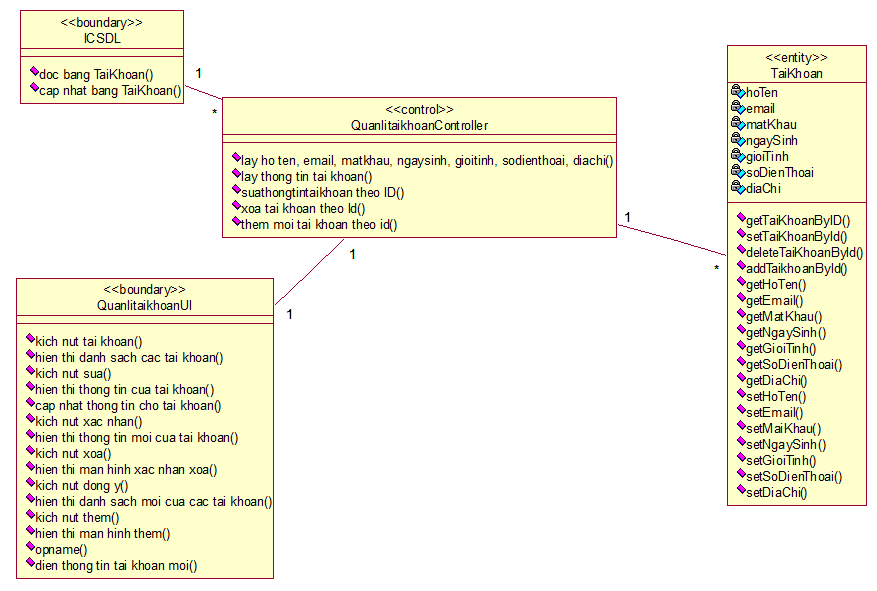 <<boundary>>
ICSDL
doc bang TaiKhoan()
cap nhat bang TaiKhoan()
1
*
<<control>>
QuanlitaikhoanController
lay ho ten, email, matkhau, ngaysinh, gioitinh, sodienthoai, diachi()
lay thong tin tai khoan()
suathongtintaikhoan theo ID()
xoa tai khoan theo Id()
them moi tai khoan theo id()
1
*
1
1
<<entity>>
TaiKhoan
hoTen
email
matKhau
ngaySinh
gioiTinh
soDienThoai
diaChi
getTaiKhoanByID()
setTaiKhoanById()
deleteTaiKhoanById()
addTaikhoanById()
getHoTen()
getEmail()
getMatKhau()
getNgaySinh()
getGioiTinh()
getSoDienThoai()
getDiaChi()
setHoTen()
setEmail()
setMaiKhau()
setNgaySinh()
setGioiTinh()
setSoDienThoai()
setDiaChi()
<<boundary>>
QuanlitaikhoanUI
kich nut tai khoan()
hien thi danh sach cac tai khoan()
kich nut sua()
hien thi thong tin cua tai khoan()
cap nhat thong tin cho tai khoan()
kich nut xac nhan()
hien thi thong tin moi cua tai khoan()
kich nut xoa()
hien thi man hinh xac nhan xoa()
kich nut dong y()
hien thi danh sach moi cua cac tai khoan()
kich nut them()
hien thi man hinh them()
opname()
dien thong tin tai khoan moi()